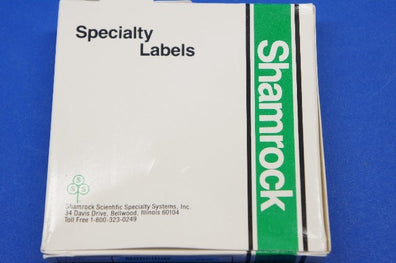 Specialty
Labels
Shamrock
S
S S
Shamrock Scientific Specialty Systems, Inc.
34 Davis Drive, Bellwood, Illinois 60104
Toll Free 1-800-323-0249